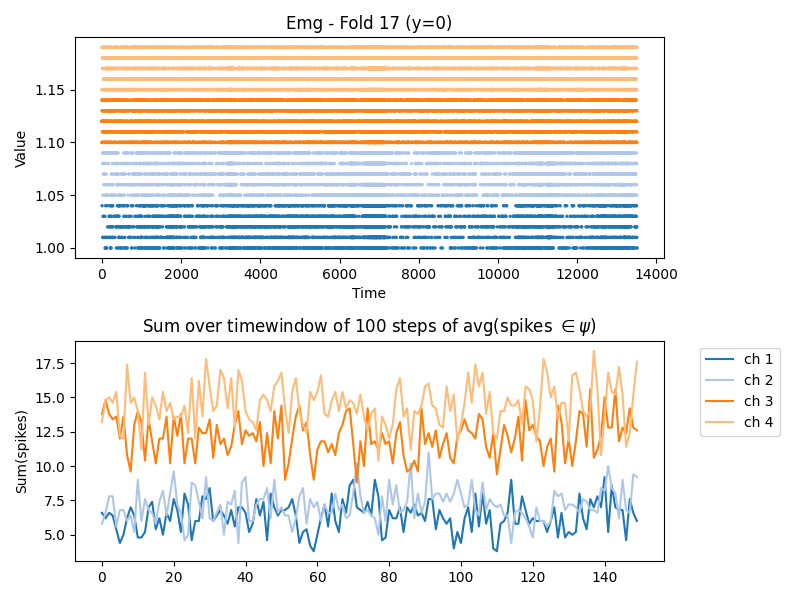 Emg - Fold 17 (y=0)
Value
1.15
1.10
1.05
1.00
0 2000 4000 6000 8000 10000 12000 14000
Time
Sum over timewindow of 100 steps of avg(spikes ∈ ψ)
Sum(spikes)
17.5
15.0
12.5
10.0
7.5
5.0
0 20 40 60 80 100 120 140
ch 1
ch 2
ch 3
ch 4